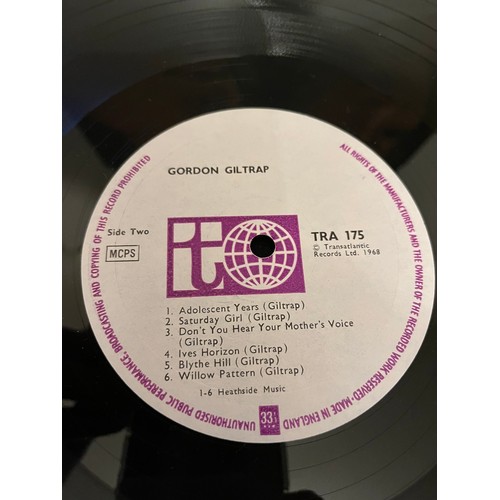 GORDON GILTRAP
Side Two
MCPS
it
TRA 175
© Transatlantic
Records Ltd. 1968
1. Adolescent Years (Giltrap)
2. Saturday Girl (Giltrap)
3. Don't You Hear Your Mother's Voice
(Giltrap)
4. Ives Horizon (Giltrap)
5. Blythe Hill (Giltrap)
6. Willow Pattern (Giltrap)
1-6 Heathside Music
33⅓
ALL RIGHTS OF THE MANUFACTURERS AND THE OWNER OF THE RECORDED WORK RESERVED-MADE IN ENGLAND
UNAUTHORISED PUBLIC PERFORMANCE, BROADCASTING AND COPYING OF THIS RECORD PROHIBITED